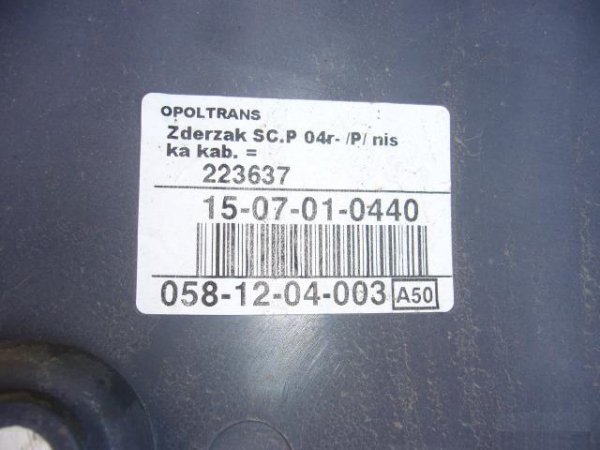 OPOLTRANS
Zderzak SC.P 04r- /P/ nis
ka kab. =
223637
15-07-01-0440
058-12-04-003 A50